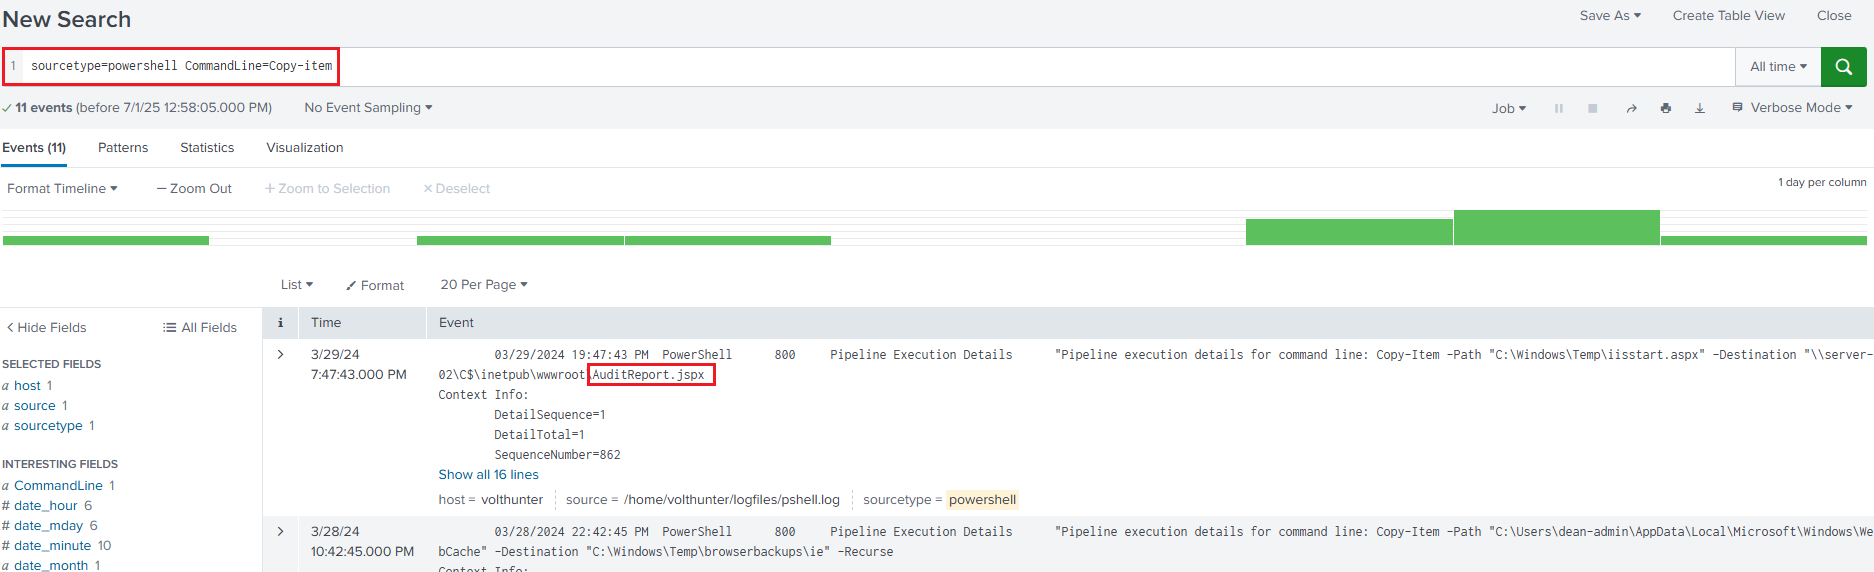 New Search
Save As Create Table View Close
1 sourcetype=powershell CommandLine=Copy-item
All time
11 events (before 7/1/25 12:58:05.000 PM) No Event Sampling
Job Verbose Mode
Events (11) Patterns Statistics Visualization
Format Timeline — Zoom Out + Zoom to Selection × Deselect
1 day per column
List Format 20 Per Page
< Hide Fields All Fields
i Time Event
SELECTED FIELDS
a host 1
a source 1
a sourcetype 1
INTERESTING FIELDS
a CommandLine 1
# date_hour 6
# date_mday 6
# date_minute 10
a date_month 1
> 3/29/24 03/29/2024 19:47:43 PM PowerShell 800 Pipeline Execution Details "Pipeline execution details for command line: Copy-Item -Path "C:\Windows\Temp\iisstart.aspx" -Destination "\\server-
7:47:43.000 PM 02\C$\inetpub\wwwroot\AuditReport.jspx
Context Info:
DetailSequence=1
DetailTotal=1
SequenceNumber=862
Show all 16 lines
host = volthunter source = /home/volthunter/logfiles/pshell.log sourcetype = powershell
> 3/28/24 03/28/2024 22:42:45 PM PowerShell 800 Pipeline Execution Details "Pipeline execution details for command line: Copy-Item -Path "C:\Users\dean-admin\AppData\Local\Microsoft\Windows\We
10:42:45.000 PM bCache" -Destination "C:\Windows\Temp\browserbackups\ie" -Recurse
Context Info: